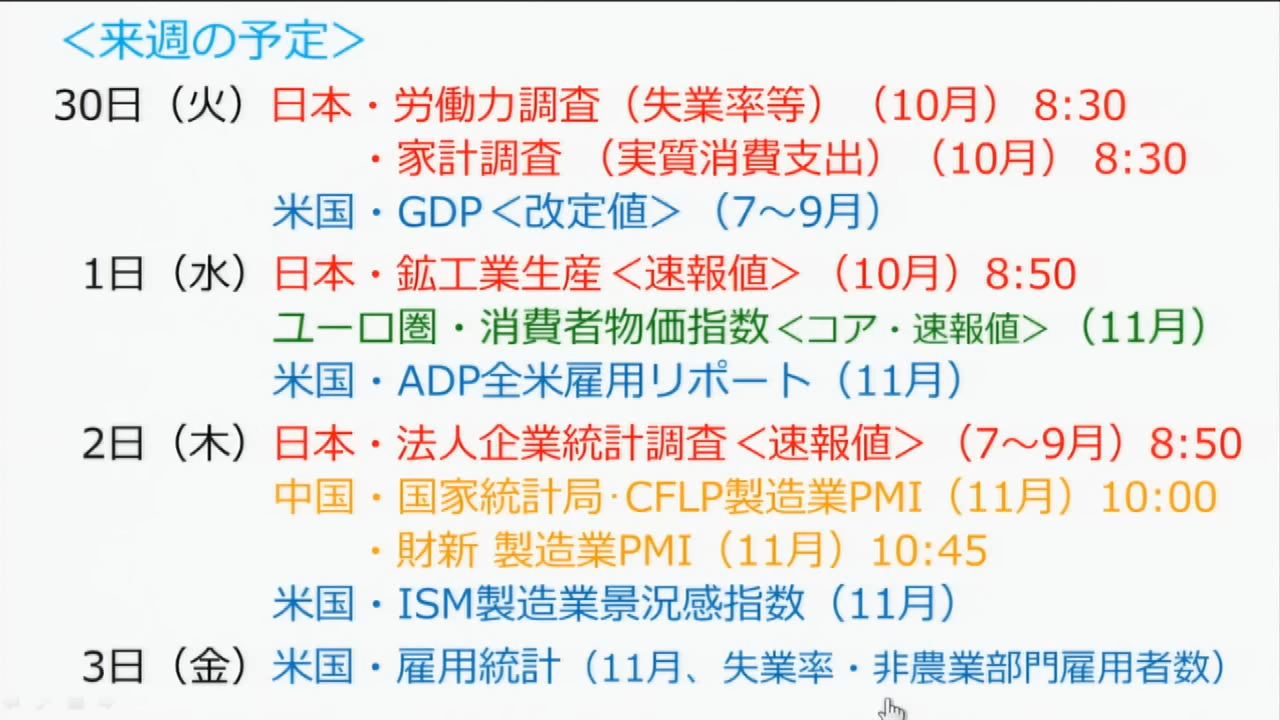 ＜来週の予定＞
30日（火）日本・労働力調査（失業率等）（10月） 8:30
・家計調査 （実質消費支出）（10月） 8:30
米国・GDP＜改定値＞（7～9月）
1日（水）日本・鉱工業生産＜速報値＞（10月）8:50
ユーロ圏・消費者物価指数＜コア・速報値＞（11月）
米国・ADP全米雇用リポート（11月）
2日（木）日本・法人企業統計調査＜速報値＞（7～9月）8:50
中国・国家統計局･CFLP製造業PMI（11月）10:00
・財新 製造業PMI（11月）10:45
米国・ISM製造業景況感指数（11月）
3日（金）米国・雇用統計（11月、失業率・非農業部門雇用者数）